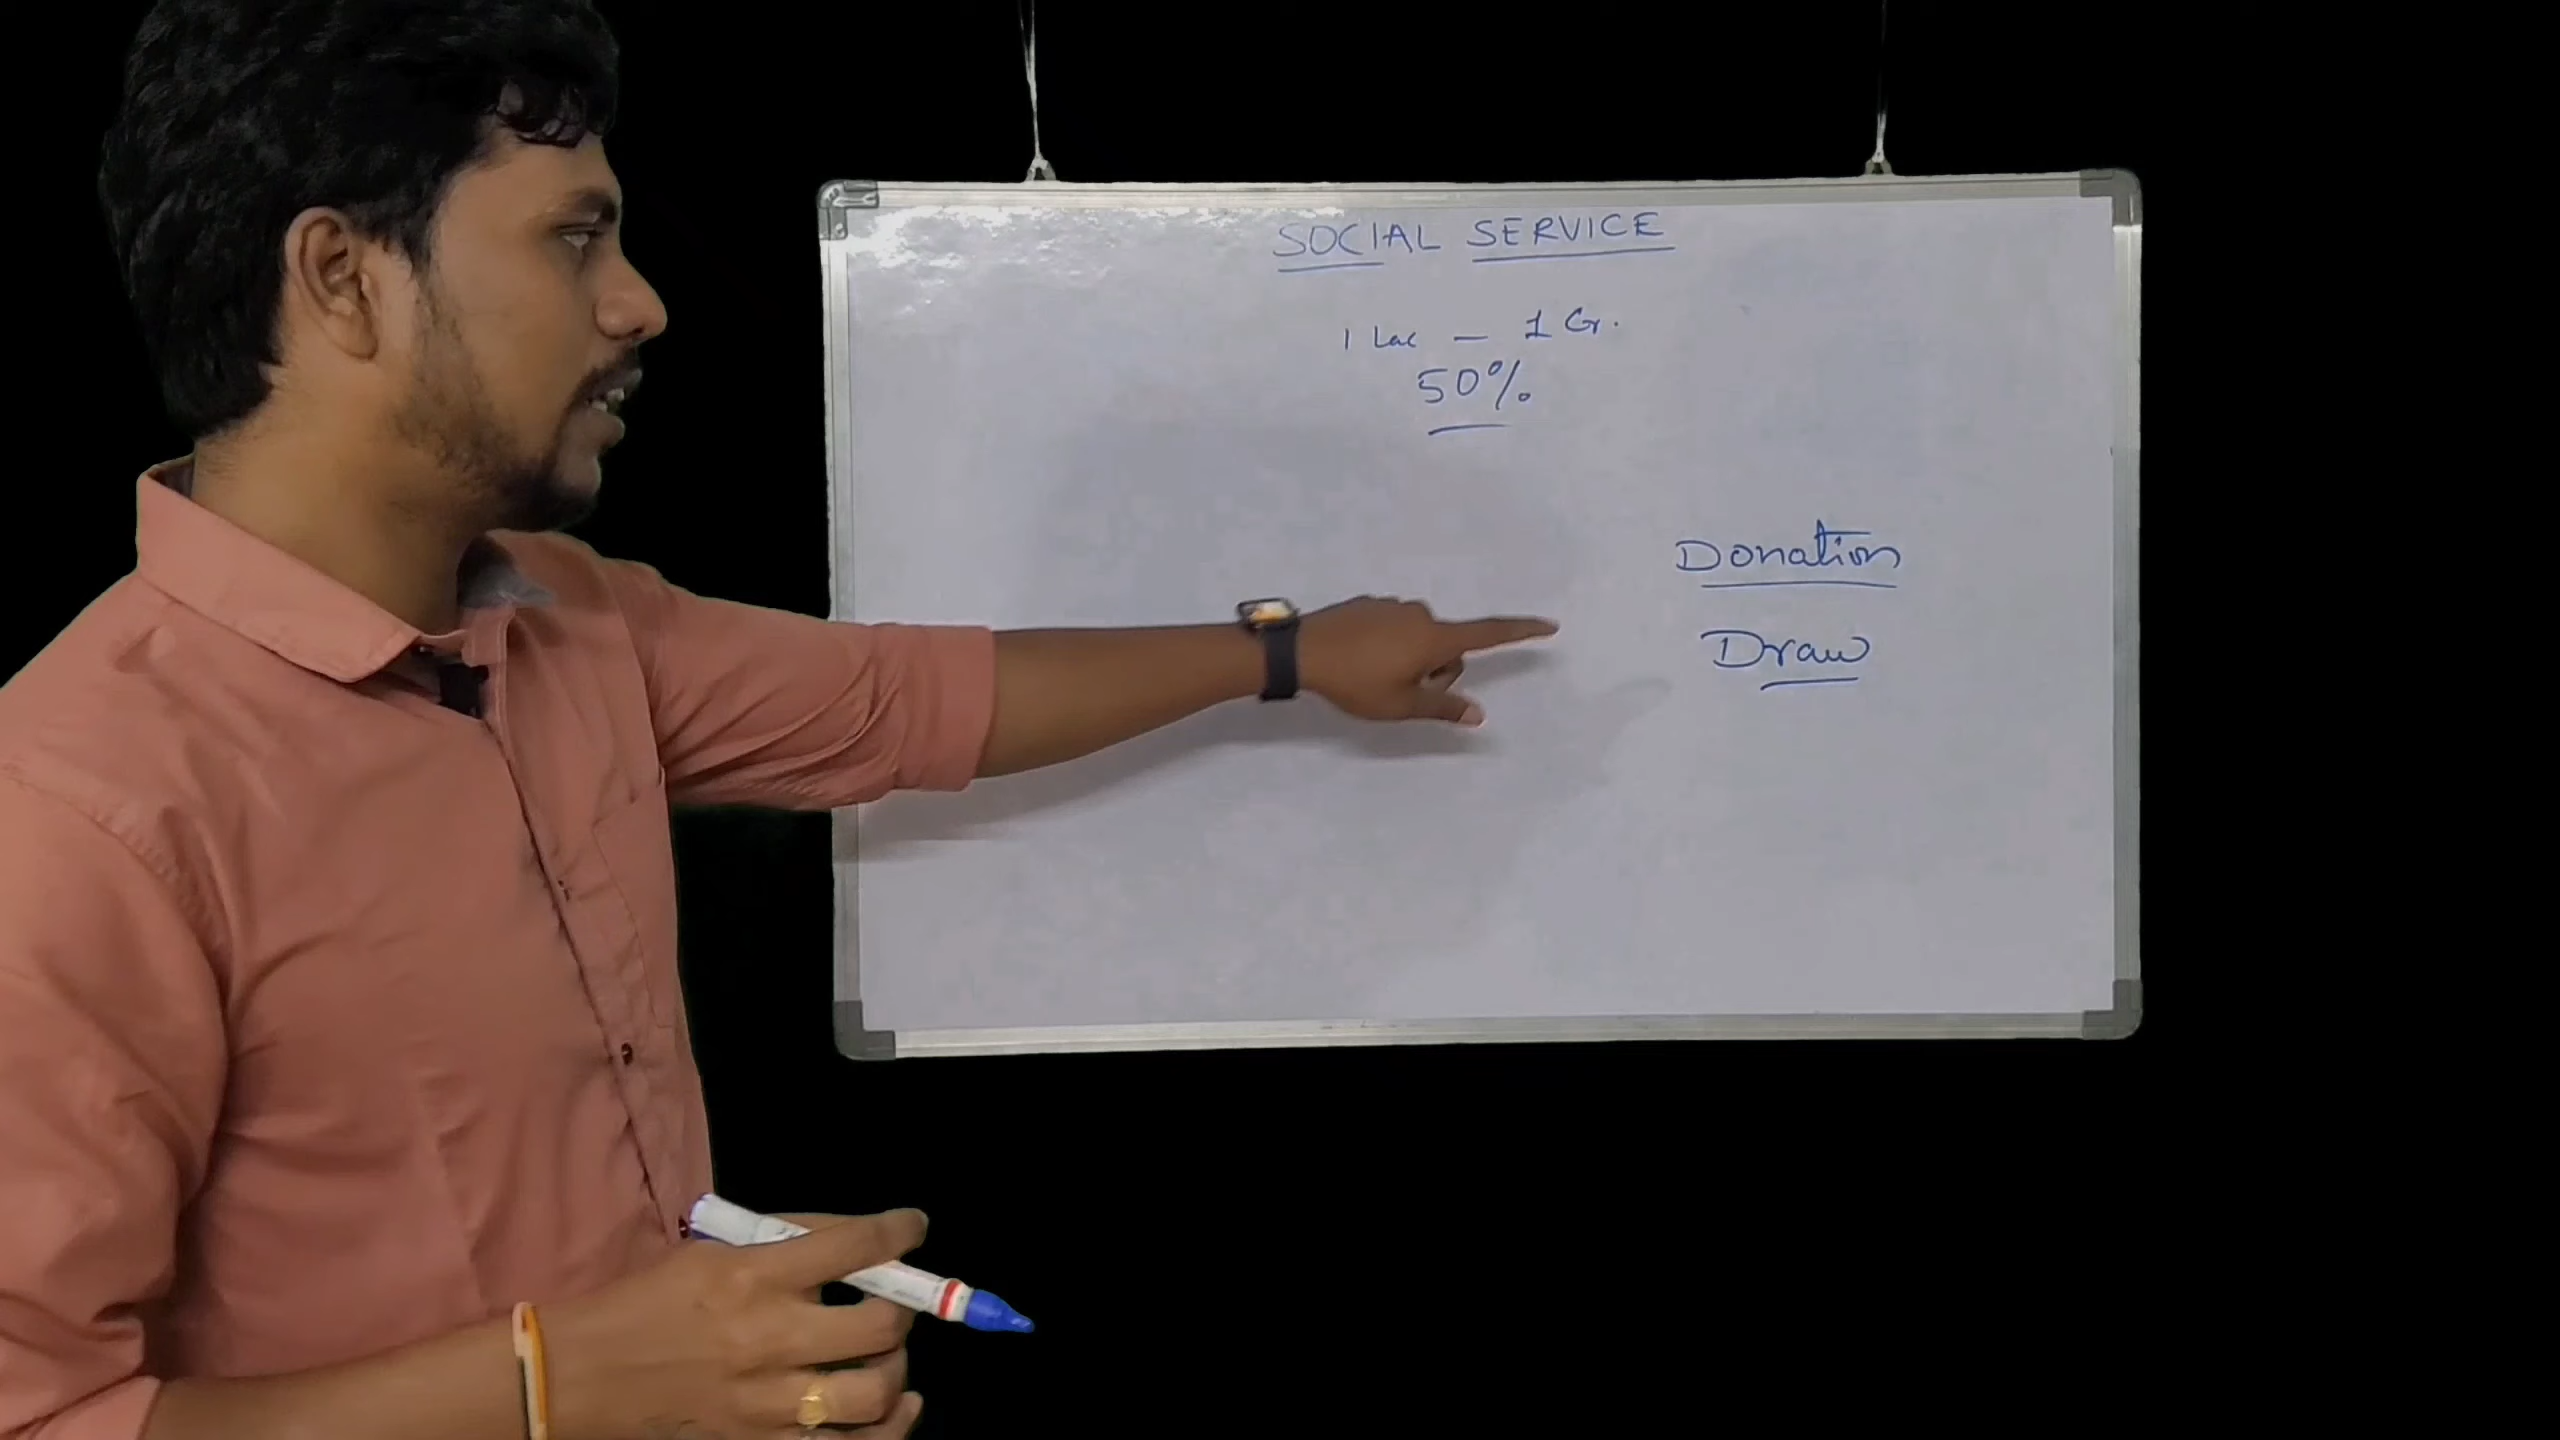 SOCIAL SERVICE
1 Lac — 1 Cr.
50%
Donation
Draw